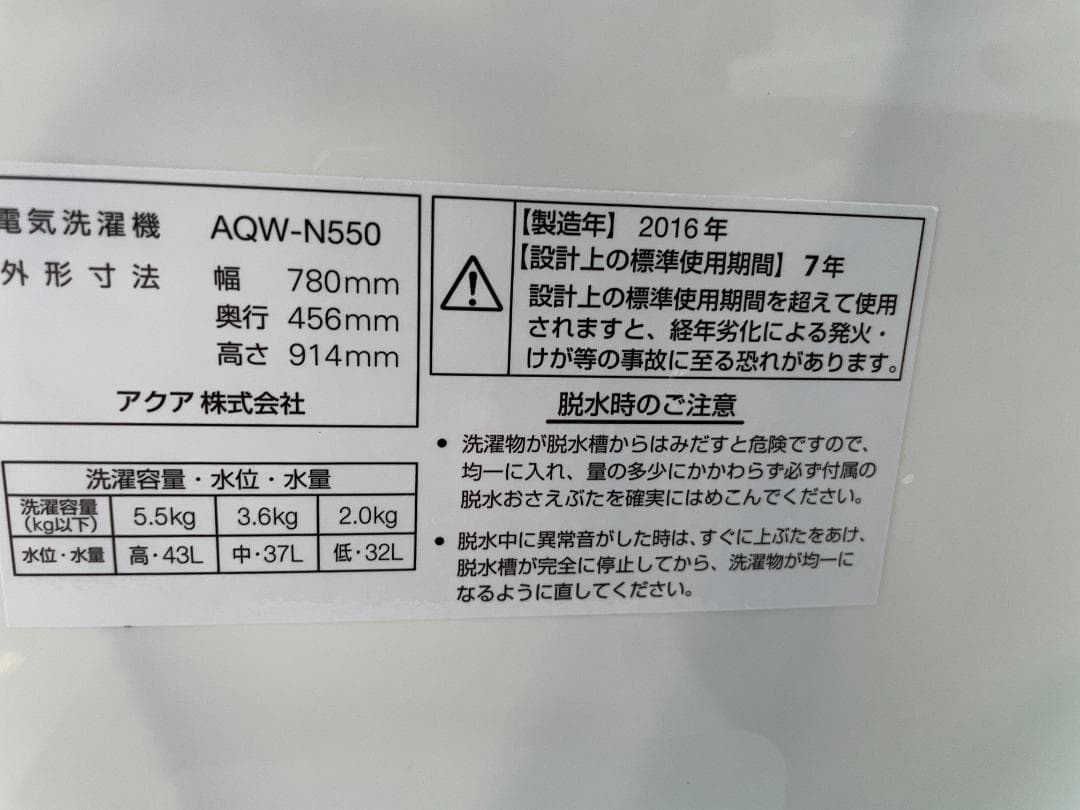 電気洗濯機 AQW-N550
外形寸法 幅 780mm
奥行 456mm
高さ 914mm
アクア 株式会社
洗濯容量・水位・水量
洗濯容量(kg以下) 5.5kg 3.6kg 2.0kg
水位・水量 高・43L 中・37L 低・32L
【製造年】 2016年
【設計上の標準使用期間】 7年
設計上の標準使用期間を超えて使用
されますと、経年劣化による発火・
けが等の事故に至る恐れがあります。
脱水時のご注意
• 洗濯物が脱水槽からはみだすと危険ですので、
均一に入れ、量の多少にかかわらず必ず付属の
脱水おさえぶたを確実にはめこんでください。
• 脱水中に異常音がした時は、すぐに上ぶたをあけ、
脱水槽が完全に停止してから、洗濯物が均一に
なるように直してください。